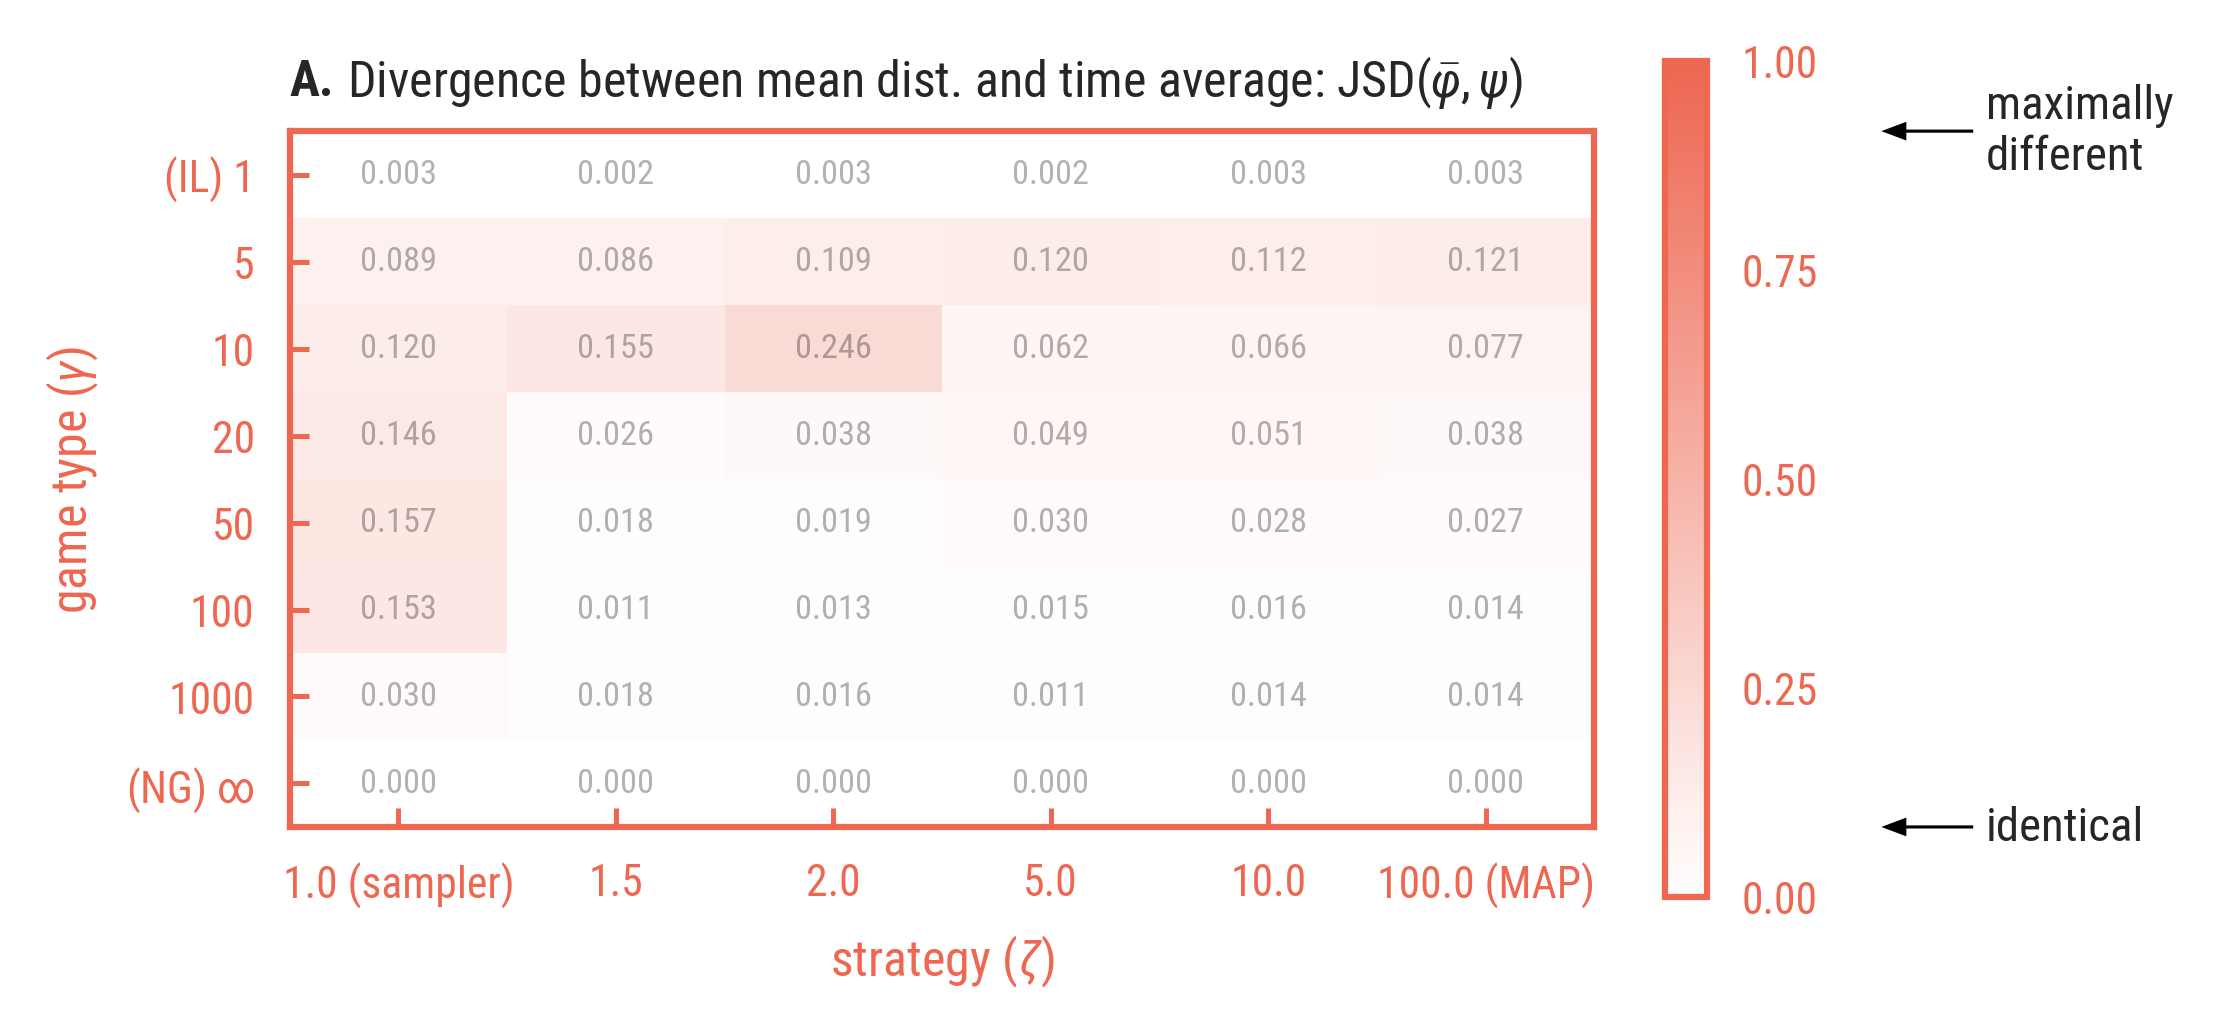 A. Divergence between mean dist. and time average: JSD(φ̄, ψ)
1.00
maximally
different
(IL) 1 0.003 0.002 0.003 0.002 0.003 0.003
5 0.089 0.086 0.109 0.120 0.112 0.121
0.75
10 0.120 0.155 0.246 0.062 0.066 0.077
game type (γ)
20 0.146 0.026 0.038 0.049 0.051 0.038
0.50
50 0.157 0.018 0.019 0.030 0.028 0.027
100 0.153 0.011 0.013 0.015 0.016 0.014
1000 0.030 0.018 0.016 0.011 0.014 0.014
0.25
(NG) ∞ 0.000 0.000 0.000 0.000 0.000 0.000
identical
1.0 (sampler) 1.5 2.0 5.0 10.0 100.0 (MAP)
0.00
strategy (ζ)